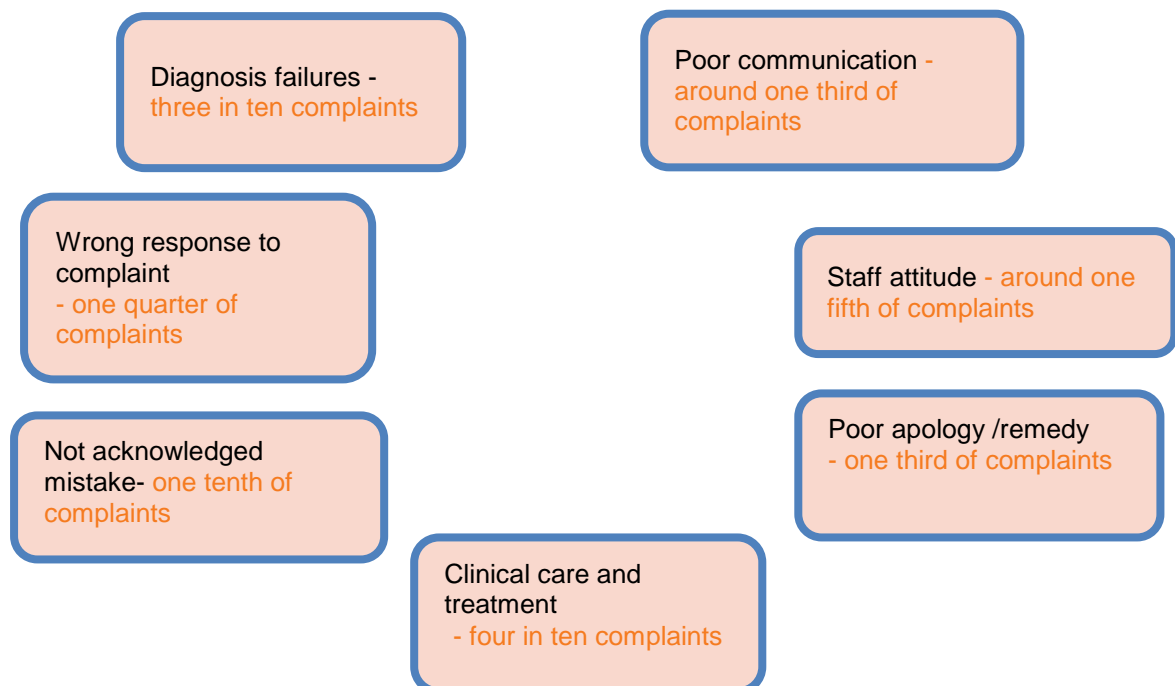 Diagnosis failures -
three in ten complaints
Poor communication -
around one third of
complaints
Wrong response to
complaint
- one quarter of
complaints
Staff attitude - around one
fifth of complaints
Not acknowledged
mistake- one tenth of
complaints
Poor apology /remedy
- one third of complaints
Clinical care and
treatment
- four in ten complaints